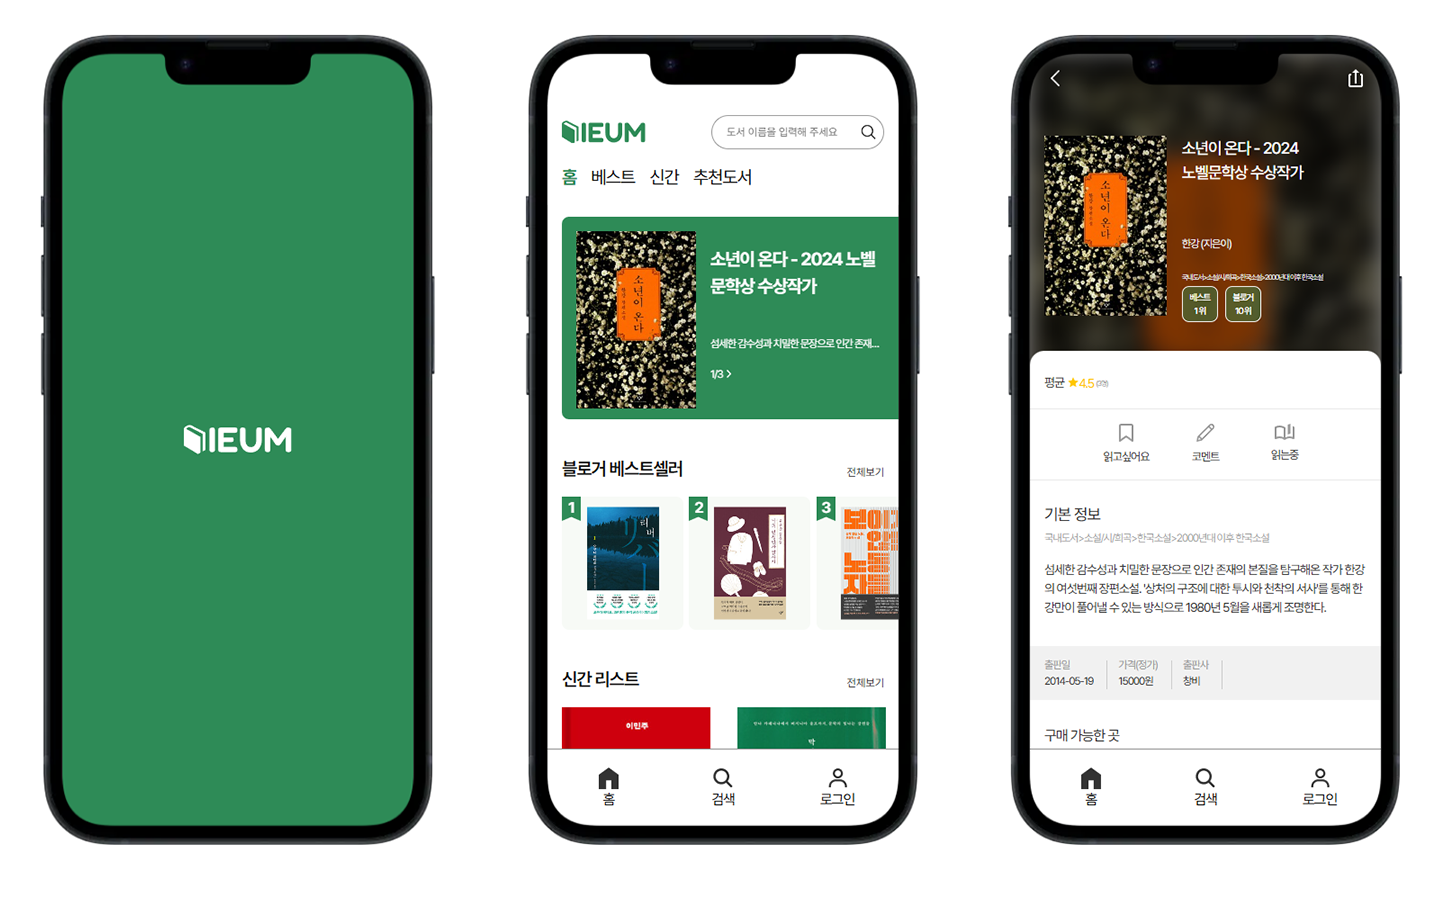 IEUM
IEUM
도서 이름을 입력해 주세요
홈 베스트 신간 추천도서
소년이 온다
소년이 온다 - 2024 노벨
문학상 수상작가
섬세한 감수성과 치밀한 문장으로 인간 존재...
1/3 >
블로거 베스트셀러
전체보기
1
리버
2
3
보이지
않는
노동자
신간 리스트
전체보기
이민주
홈
검색
로그인
소년이 온다
소년이 온다 - 2024
노벨문학상 수상작가
한강 (지은이)
국내도서>소설/시/희곡>한국소설>2000년대 이후 한국소설
베스트
1위
블로거
10위
평균 ★4.5
읽고싶어요
코멘트
읽는중
기본 정보
국내도서>소설/시/희곡>한국소설>2000년대 이후 한국소설
섬세한 감수성과 치밀한 문장으로 인간 존재의 본질을 탐구해온 작가 한강
의 여섯번째 장편소설. '상처의 구조에 대한 투시와 천착의 서사'를 통해 한
강만이 풀어낼 수 있는 방식으로 1980년 5월을 새롭게 조명한다.
출판일
2014-05-19
가격(정가)
15000원
출판사
창비
구매 가능한 곳
홈
검색
로그인